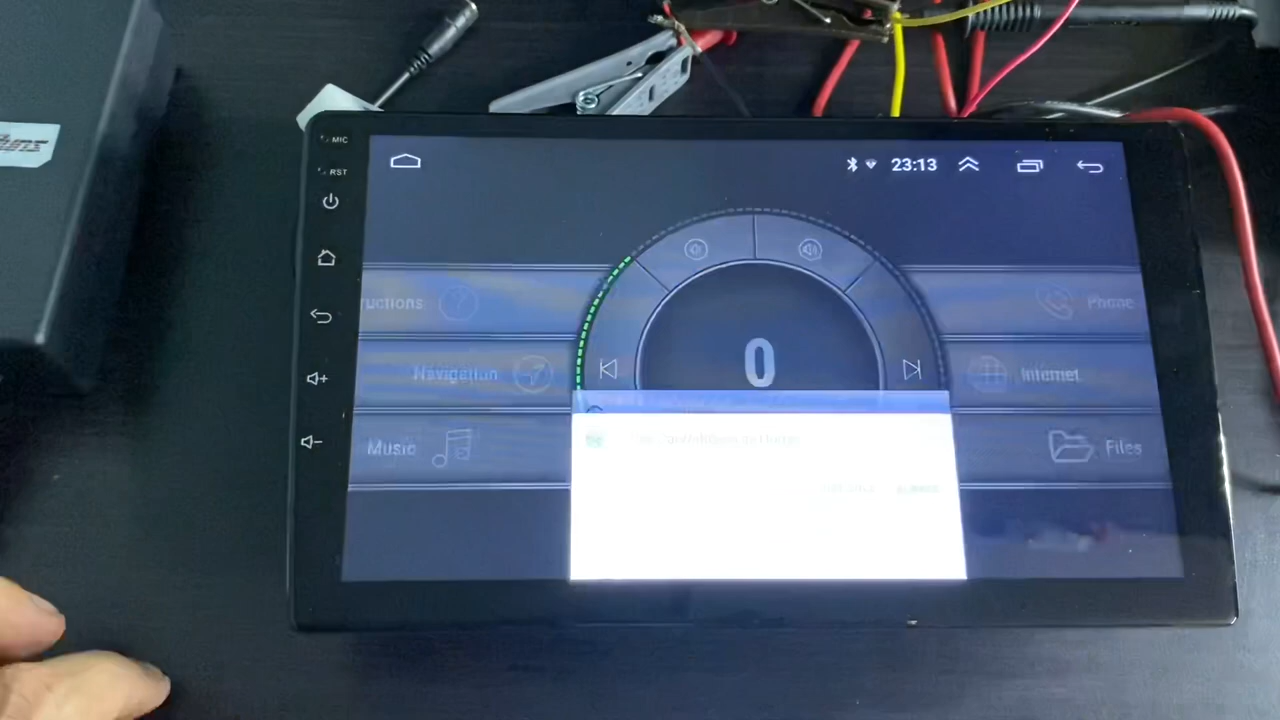 MIC
RST
23:13
uctions
Phone
0
Navigation
Internet
Music
Files